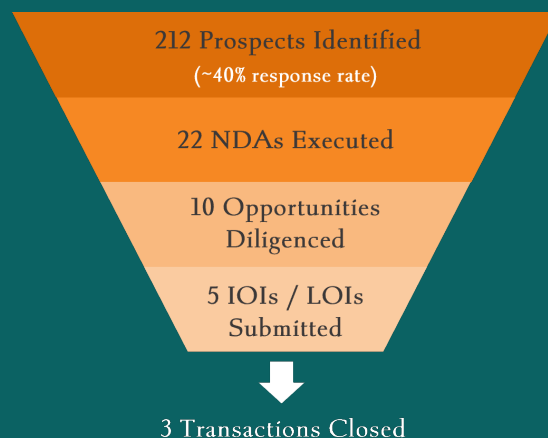 212 Prospects Identified
(~40% response rate)
22 NDAs Executed
10 Opportunities
Diligenced
5 IOIs / LOIs
Submitted
3 Transactions Closed